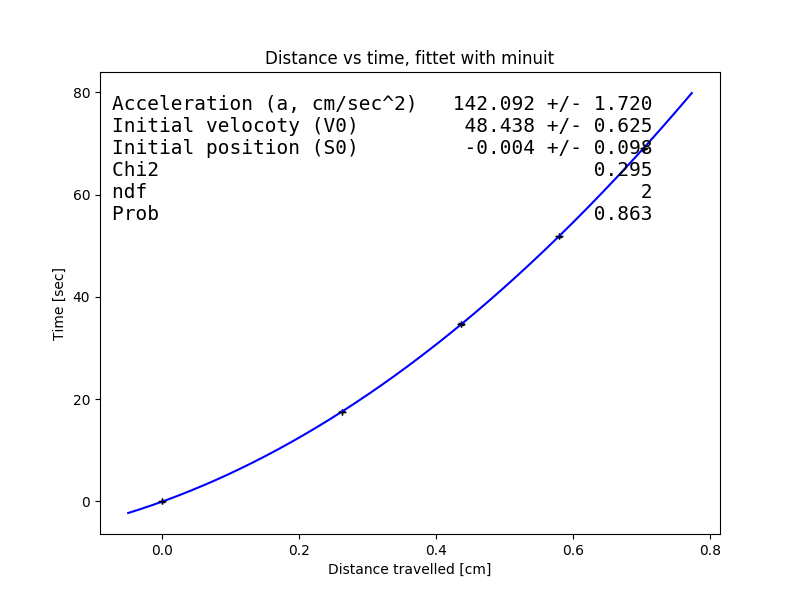 Distance vs time, fittet with minuit
80
Acceleration (a, cm/sec^2) 142.092 +/- 1.720
Initial velocoty (V0) 48.438 +/- 0.625
Initial position (S0) -0.004 +/- 0.098
Chi2 0.295
ndf 2
Prob 0.863
60
40
20
0
Time [sec]
0.0 0.2 0.4 0.6 0.8
Distance travelled [cm]